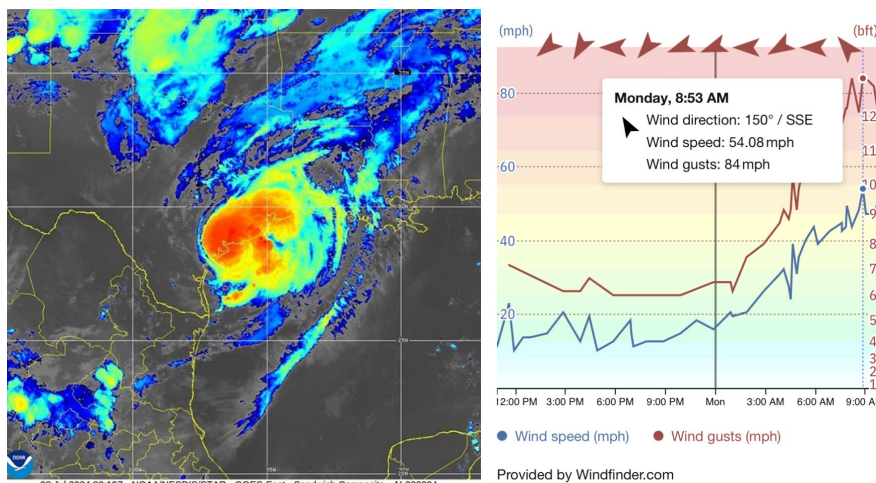 NOAA
(mph)
(bft)
Monday, 8:53 AM
Wind direction: 150° / SSE
Wind speed: 54.08 mph
Wind gusts: 84 mph
80
60
40
20
12
11
10
9
8
7
6
5
4
3
2
1
12:00 PM 3:00 PM 6:00 PM 9:00 PM Mon 3:00 AM 6:00 AM 9:00 A
Wind speed (mph) Wind gusts (mph)
Provided by Windfinder.com